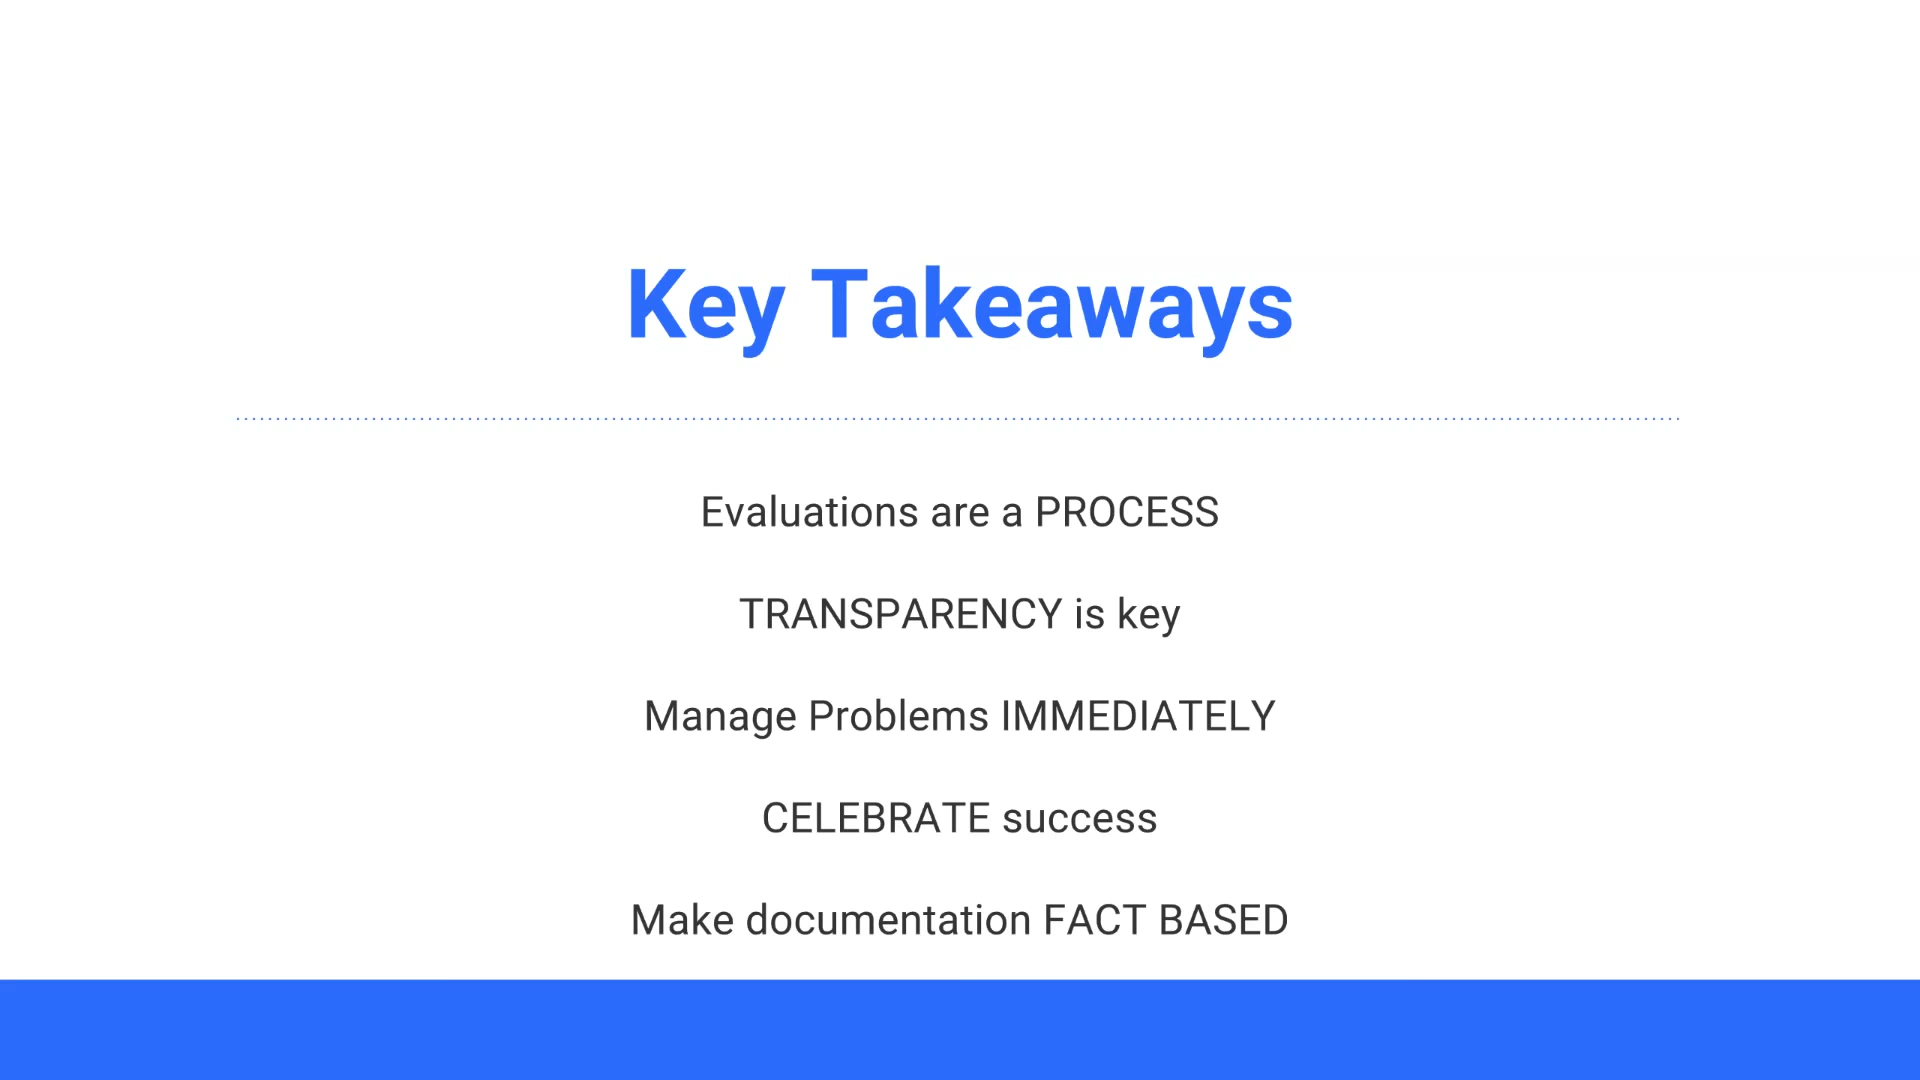 Key Takeaways
Evaluations are a PROCESS
TRANSPARENCY is key
Manage Problems IMMEDIATELY
CELEBRATE success
Make documentation FACT BASED